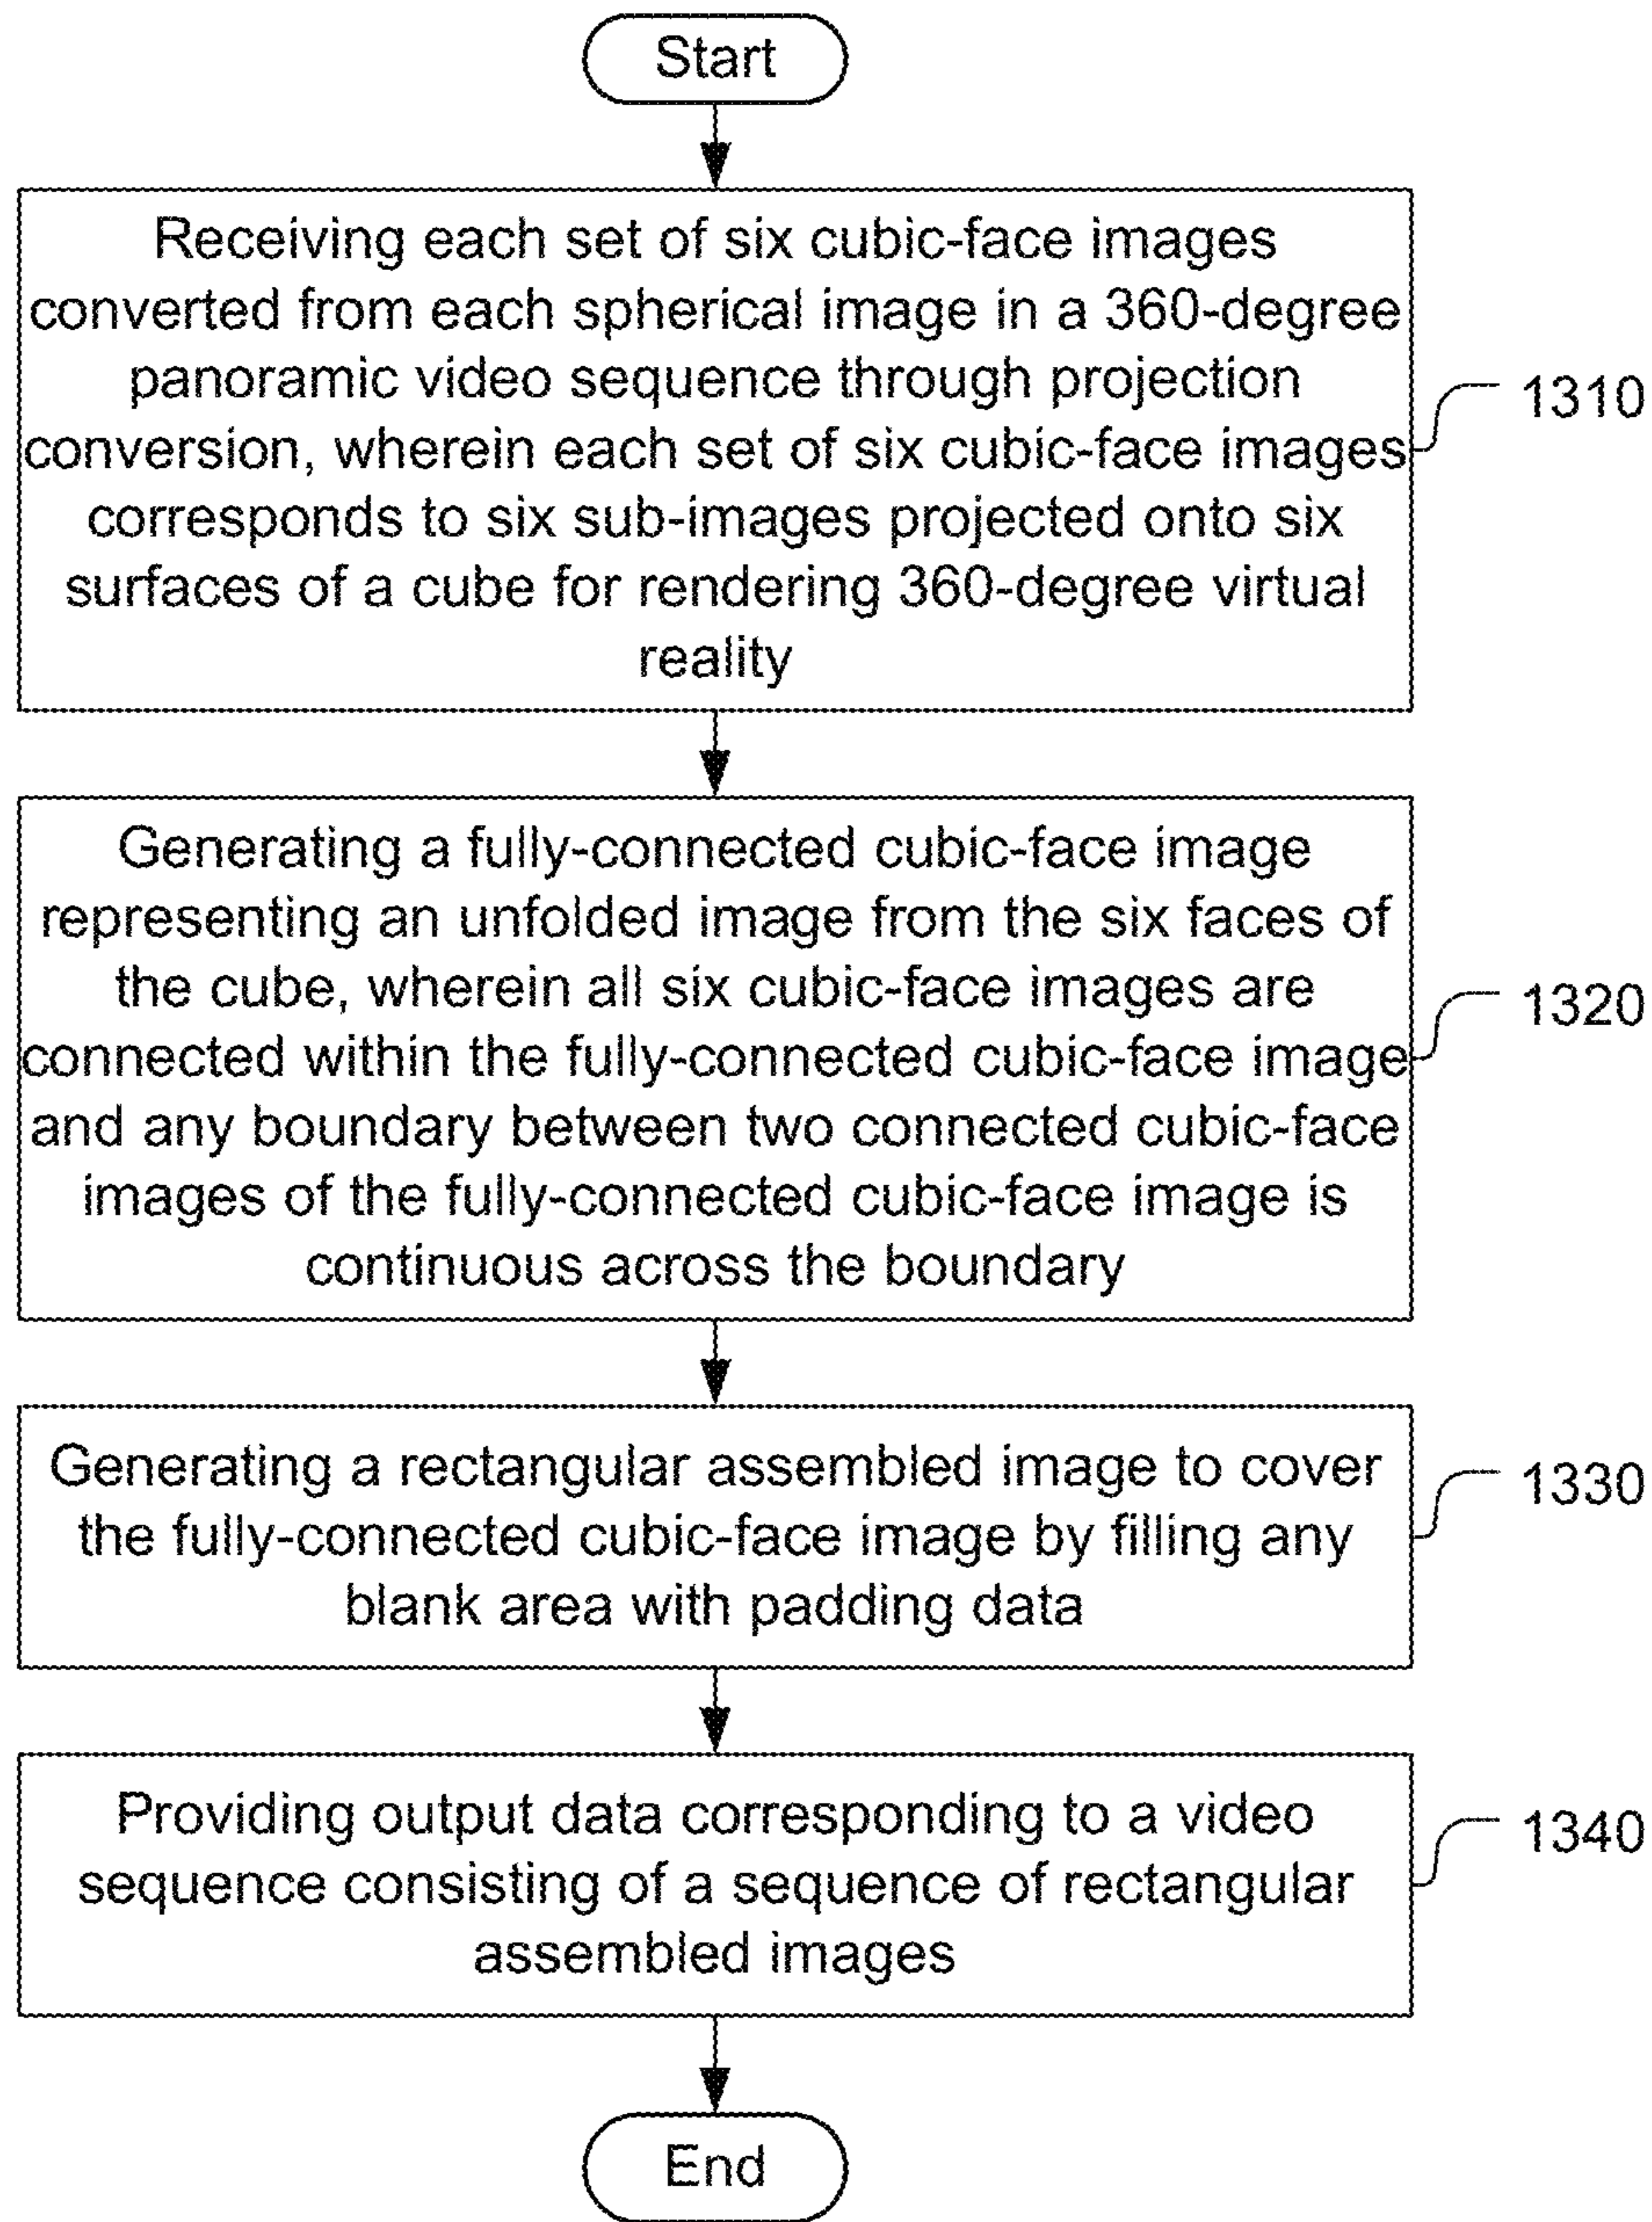 Start
Receiving each set of six cubic-face images
converted from each spherical image in a 360-degree
panoramic video sequence through projection
conversion, wherein each set of six cubic-face images
corresponds to six sub-images projected onto six
surfaces of a cube for rendering 360-degree virtual
reality
1310
Generating a fully-connected cubic-face image
representing an unfolded image from the six faces of
the cube, wherein all six cubic-face images are
connected within the fully-connected cubic-face image
and any boundary between two connected cubic-face
images of the fully-connected cubic-face image is
continuous across the boundary
1320
Generating a rectangular assembled image to cover
the fully-connected cubic-face image by filling any
blank area with padding data
1330
Providing output data corresponding to a video
sequence consisting of a sequence of rectangular
assembled images
1340
End